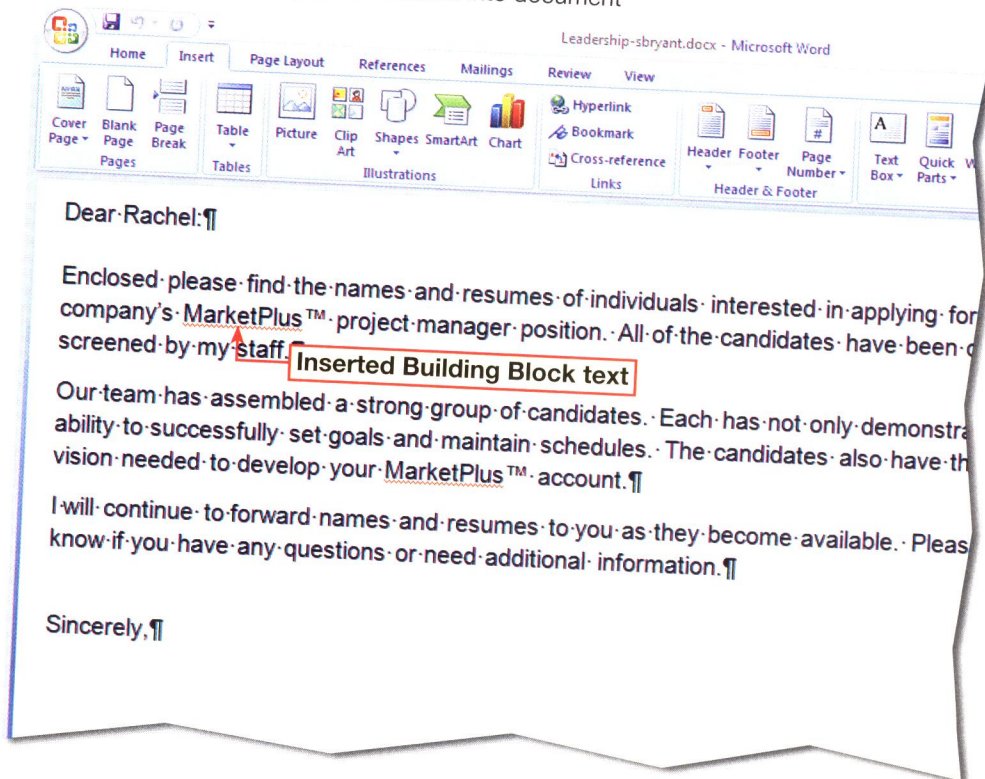 document
Leadership-sbryant.docx - Microsoft Word
Home Insert Page Layout References Mailings Review View
Cover Page Blank Page Page Break Table Picture Clip Art Shapes SmartArt Chart Hyperlink Bookmark Cross-reference Header Footer Page Number Text Box Quick Parts
Pages Tables Illustrations Links Header & Footer
Dear·Rachel:¶
Enclosed·please·find·the·names·and·resumes·of·individuals·interested·in·applying·for
company's·MarketPlus™·project·manager·position.·All·of·the·candidates·have·been
screened·by·my·staff.¶
Inserted Building Block text
Our·team·has·assembled·a·strong·group·of·candidates.·Each·has·not·only·
ability·to·successfully·set·goals·and·maintain·schedules.·The·candidates·also·have·
vision·needed·to·develop·your·MarketPlus™·account.¶
I·will·continue·to·forward·names·and·resumes·to·you·as·they·become·available.·
know·if·you·have·any·questions·or·need·additional·information.¶
Sincerely,¶